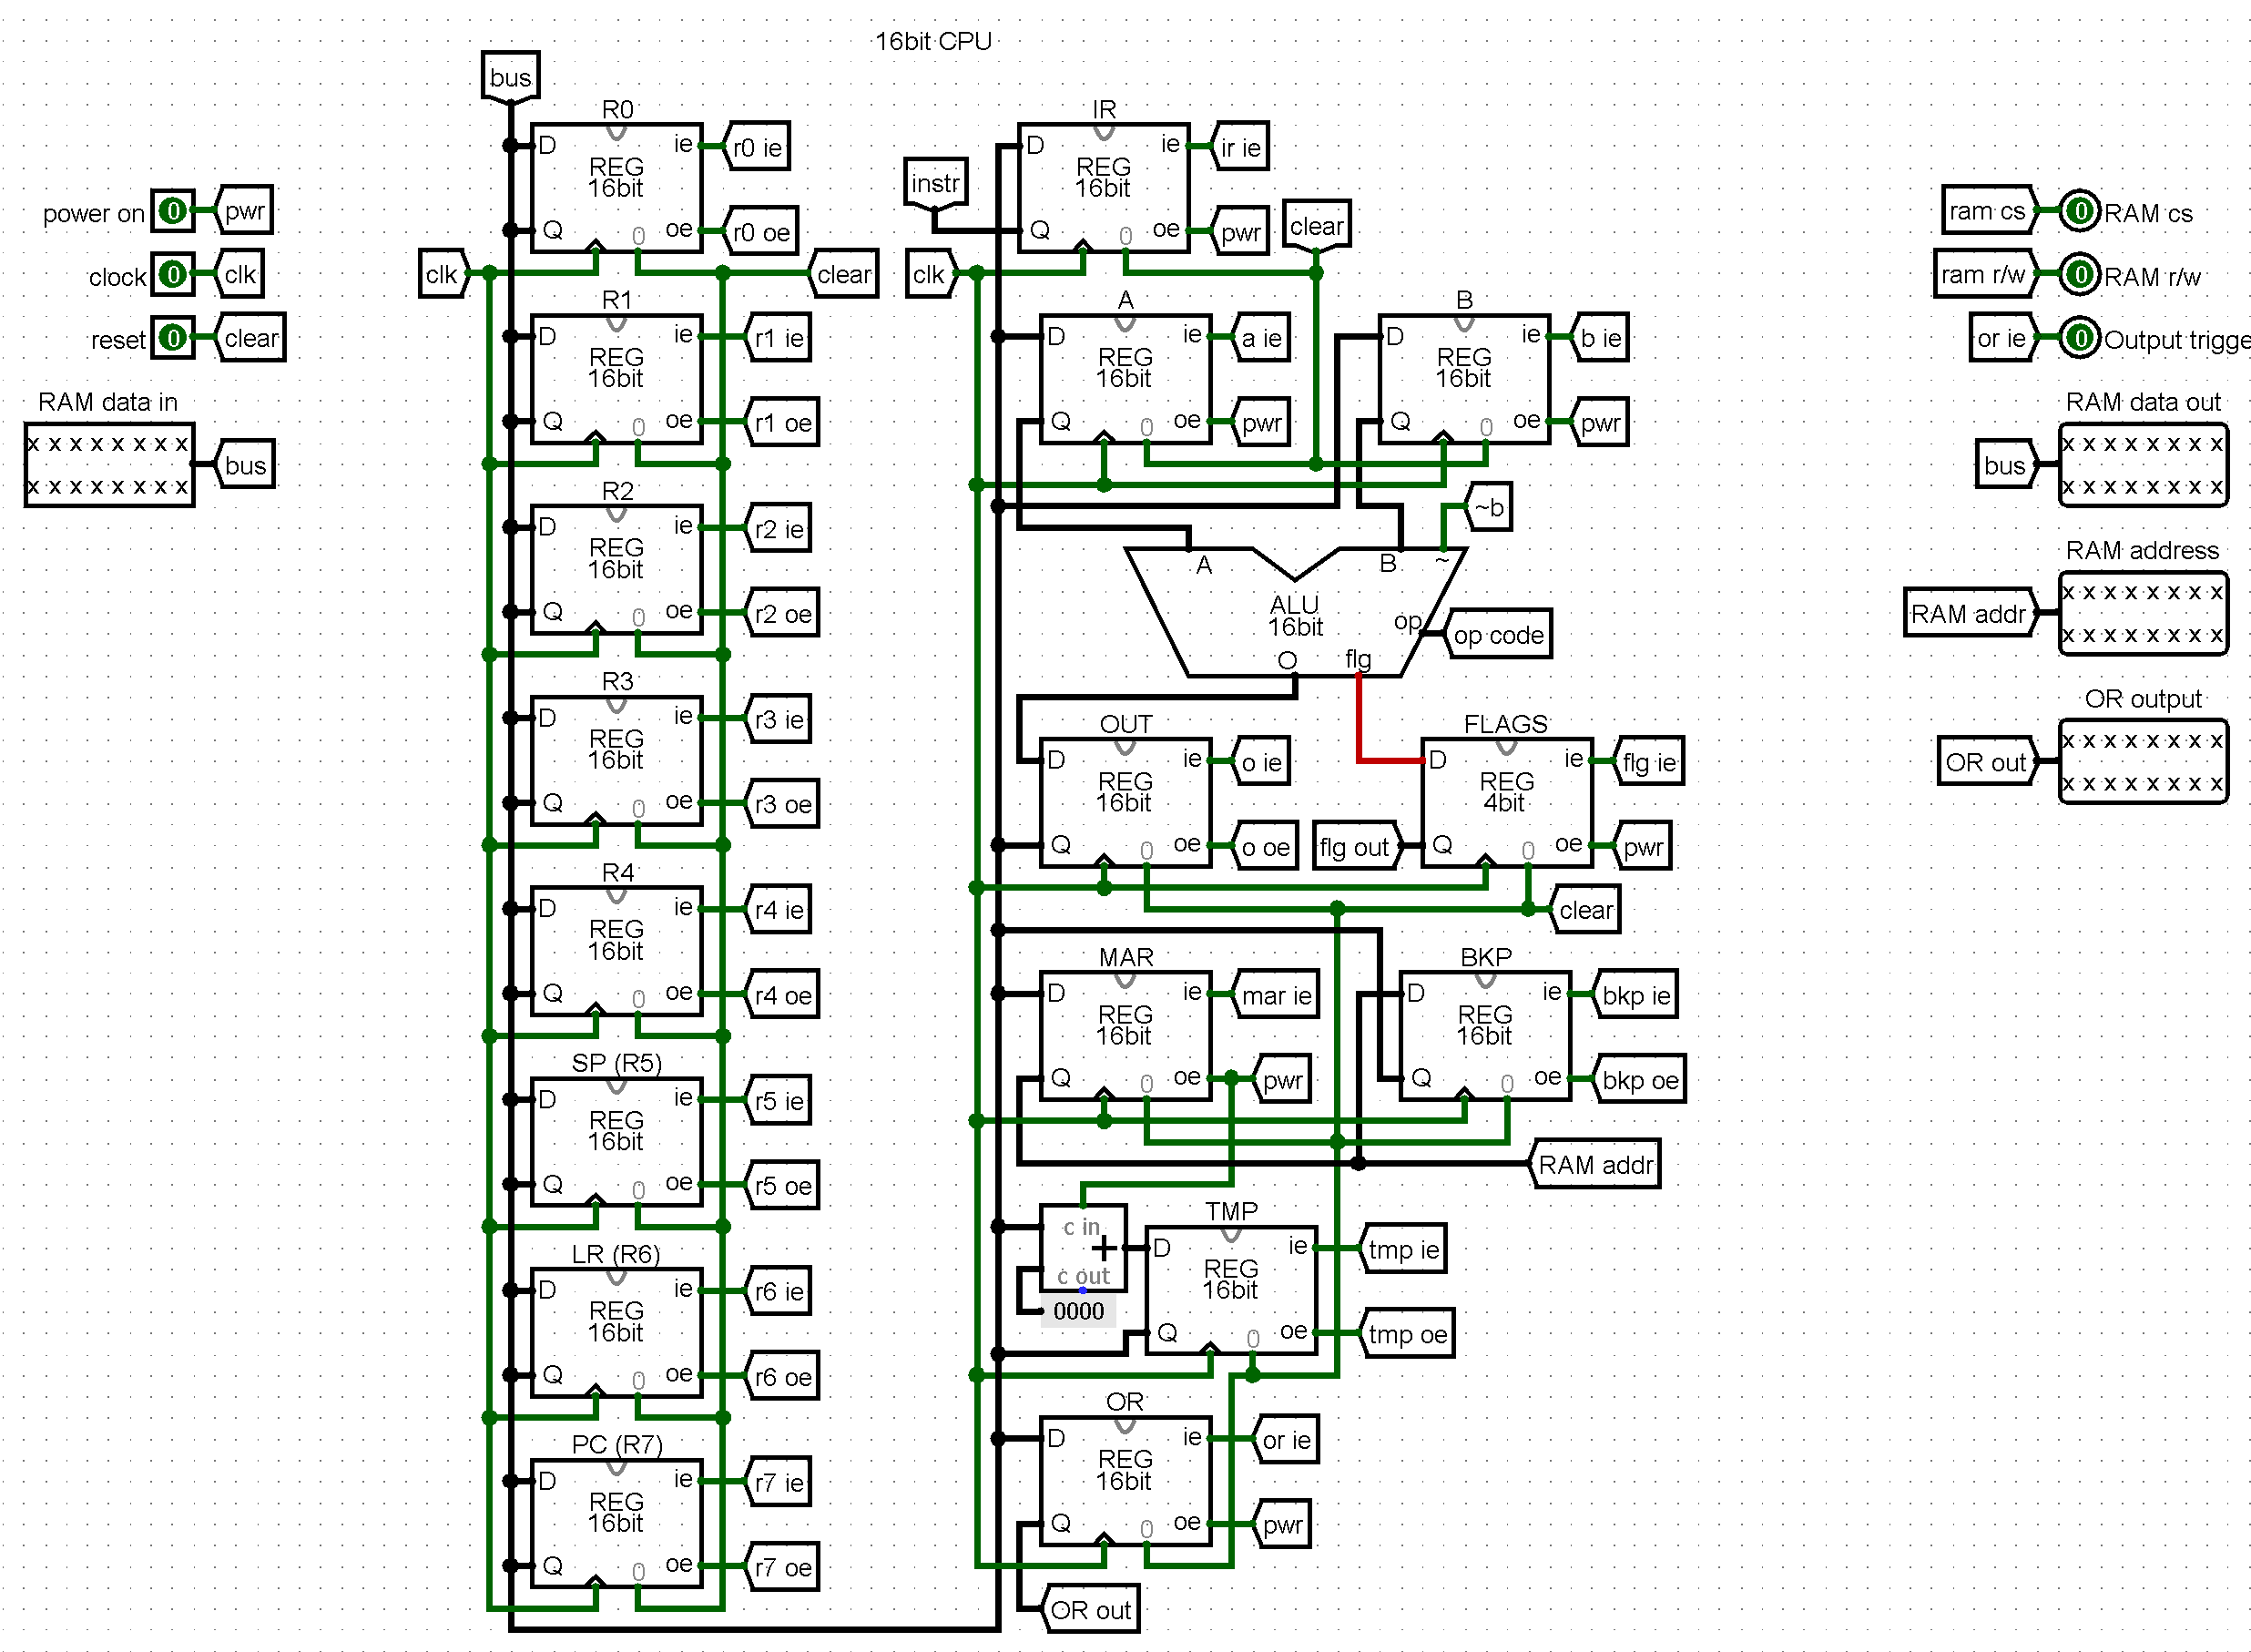 16bit CPU
power on 0 pwr
clock 0 clk
reset 0 clear
RAM data in
x x x x x x x x
x x x x x x x x
bus
bus
R0
D ie r0 ie
REG
16bit
Q 0 oe r0 oe
clk clear
R1
D ie r1 ie
REG
16bit
Q 0 oe r1 oe
R2
D ie r2 ie
REG
16bit
Q 0 oe r2 oe
R3
D ie r3 ie
REG
16bit
Q 0 oe r3 oe
R4
D ie r4 ie
REG
16bit
Q 0 oe r4 oe
SP (R5)
D ie r5 ie
REG
16bit
Q 0 oe r5 oe
LR (R6)
D ie r6 ie
REG
16bit
Q 0 oe r6 oe
PC (R7)
D ie r7 ie
REG
16bit
Q 0 oe r7 oe
instr
IR
D ie ir ie
REG
16bit
Q 0 oe pwr
clear
clk
A
D ie a ie
REG
16bit
Q 0 oe pwr
B
D ie b ie
REG
16bit
Q 0 oe pwr
~b
A B ~
ALU
16bit
op op code
O flg
OUT
D ie o ie
REG
16bit
Q 0 oe o oe
FLAGS
D ie flg ie
REG
4bit
flg out Q 0 oe pwr
clear
MAR
D ie mar ie
REG
16bit
Q 0 oe pwr
BKP
D ie bkp ie
REG
16bit
Q 0 oe bkp oe
RAM addr
c in
+
c out
0000
TMP
D ie tmp ie
REG
16bit
Q 0 oe tmp oe
OR
D ie or ie
REG
16bit
Q 0 oe pwr
OR out
ram cs 0 RAM cs
ram r/w 0 RAM r/w
or ie 0 Output trigge
RAM data out
bus
x x x x x x x x
x x x x x x x x
RAM address
RAM addr
x x x x x x x x
x x x x x x x x
OR output
OR out
x x x x x x x x
x x x x x x x x